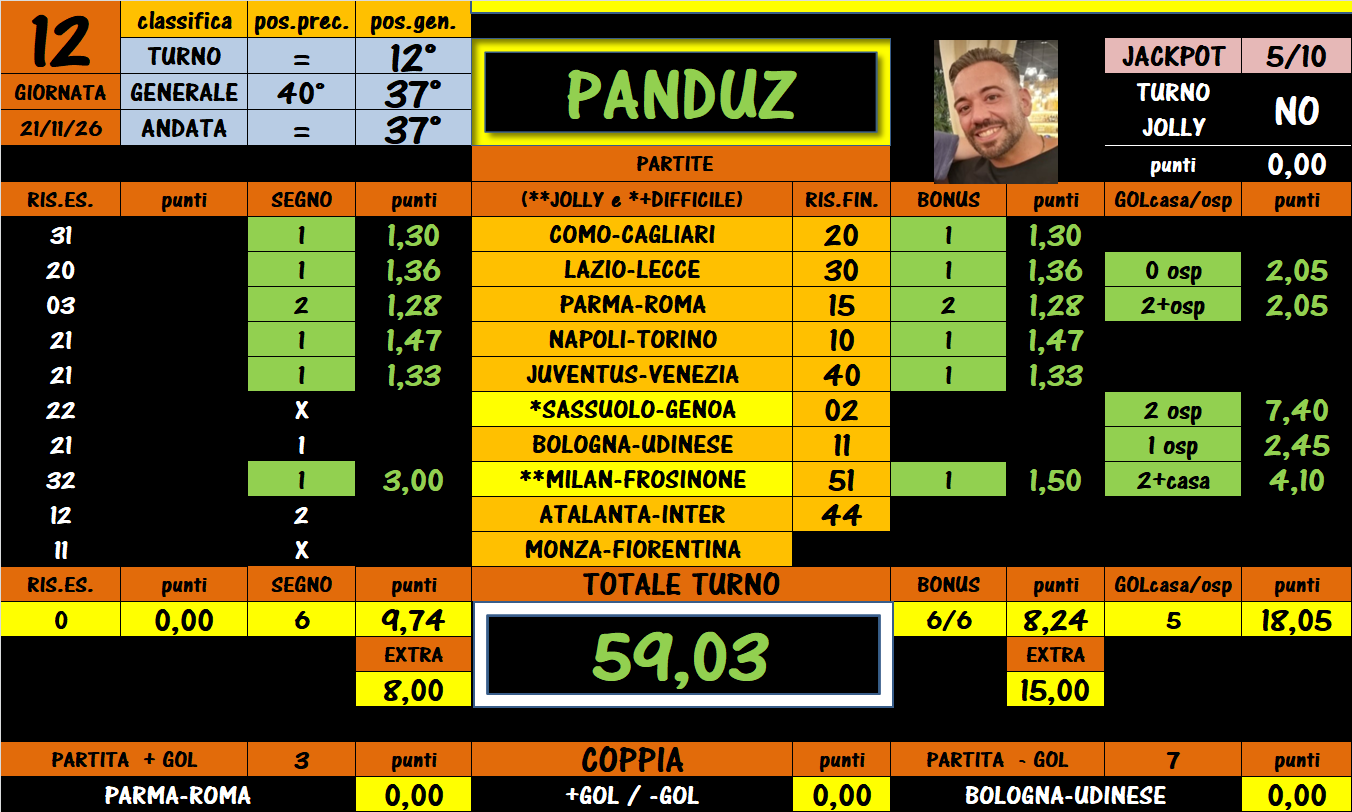 12 classifica pos.prec. pos.gen.
TURNO = 12°
GIORNATA GENERALE 40° 37°
21/11/26 ANDATA = 37°
PANDUZ
JACKPOT 5/10
TURNO JOLLY NO
punti 0,00
PARTITE
RIS.ES. punti SEGNO punti (**JOLLY e *+DIFFICILE) RIS.FIN. BONUS punti GOLcasa/osp punti
31 1 1,30 COMO-CAGLIARI 20 1 1,30
20 1 1,36 LAZIO-LECCE 30 1 1,36 0 osp 2,05
03 2 1,28 PARMA-ROMA 15 2 1,28 2+osp 2,05
21 1 1,47 NAPOLI-TORINO 10 1 1,47
21 1 1,33 JUVENTUS-VENEZIA 40 1 1,33
22 X *SASSUOLO-GENOA 02 2 osp 7,40
21 1 BOLOGNA-UDINESE 11 1 osp 2,45
32 1 3,00 **MILAN-FROSINONE 51 1 1,50 2+casa 4,10
12 2 ATALANTA-INTER 44
11 X MONZA-FIORENTINA
RIS.ES. punti SEGNO punti TOTALE TURNO BONUS punti GOLcasa/osp punti
0 0,00 6 9,74 59,03 6/6 8,24 5 18,05
EXTRA EXTRA
8,00 15,00
PARTITA + GOL 3 punti COPPIA punti PARTITA - GOL 7 punti
PARMA-ROMA 0,00 +GOL / -GOL 0,00 BOLOGNA-UDINESE 0,00